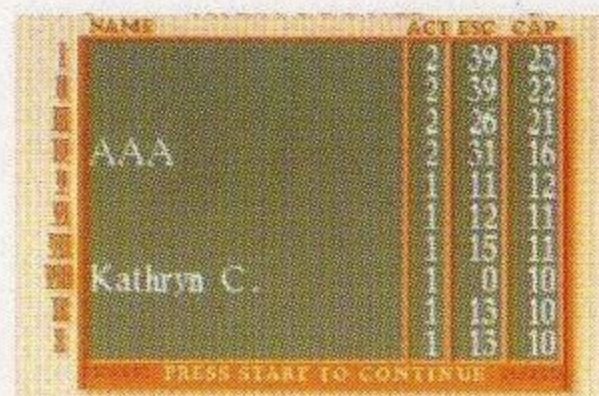 NAME ACT ESC CAP
2 39 23
2 39 22
2 26 21
AAA 2 31 16
1 11 12
1 12 11
1 15 11
Kathryn C. 1 0 10
1 15 10
1 15 10
PRESS START TO CONTINUE